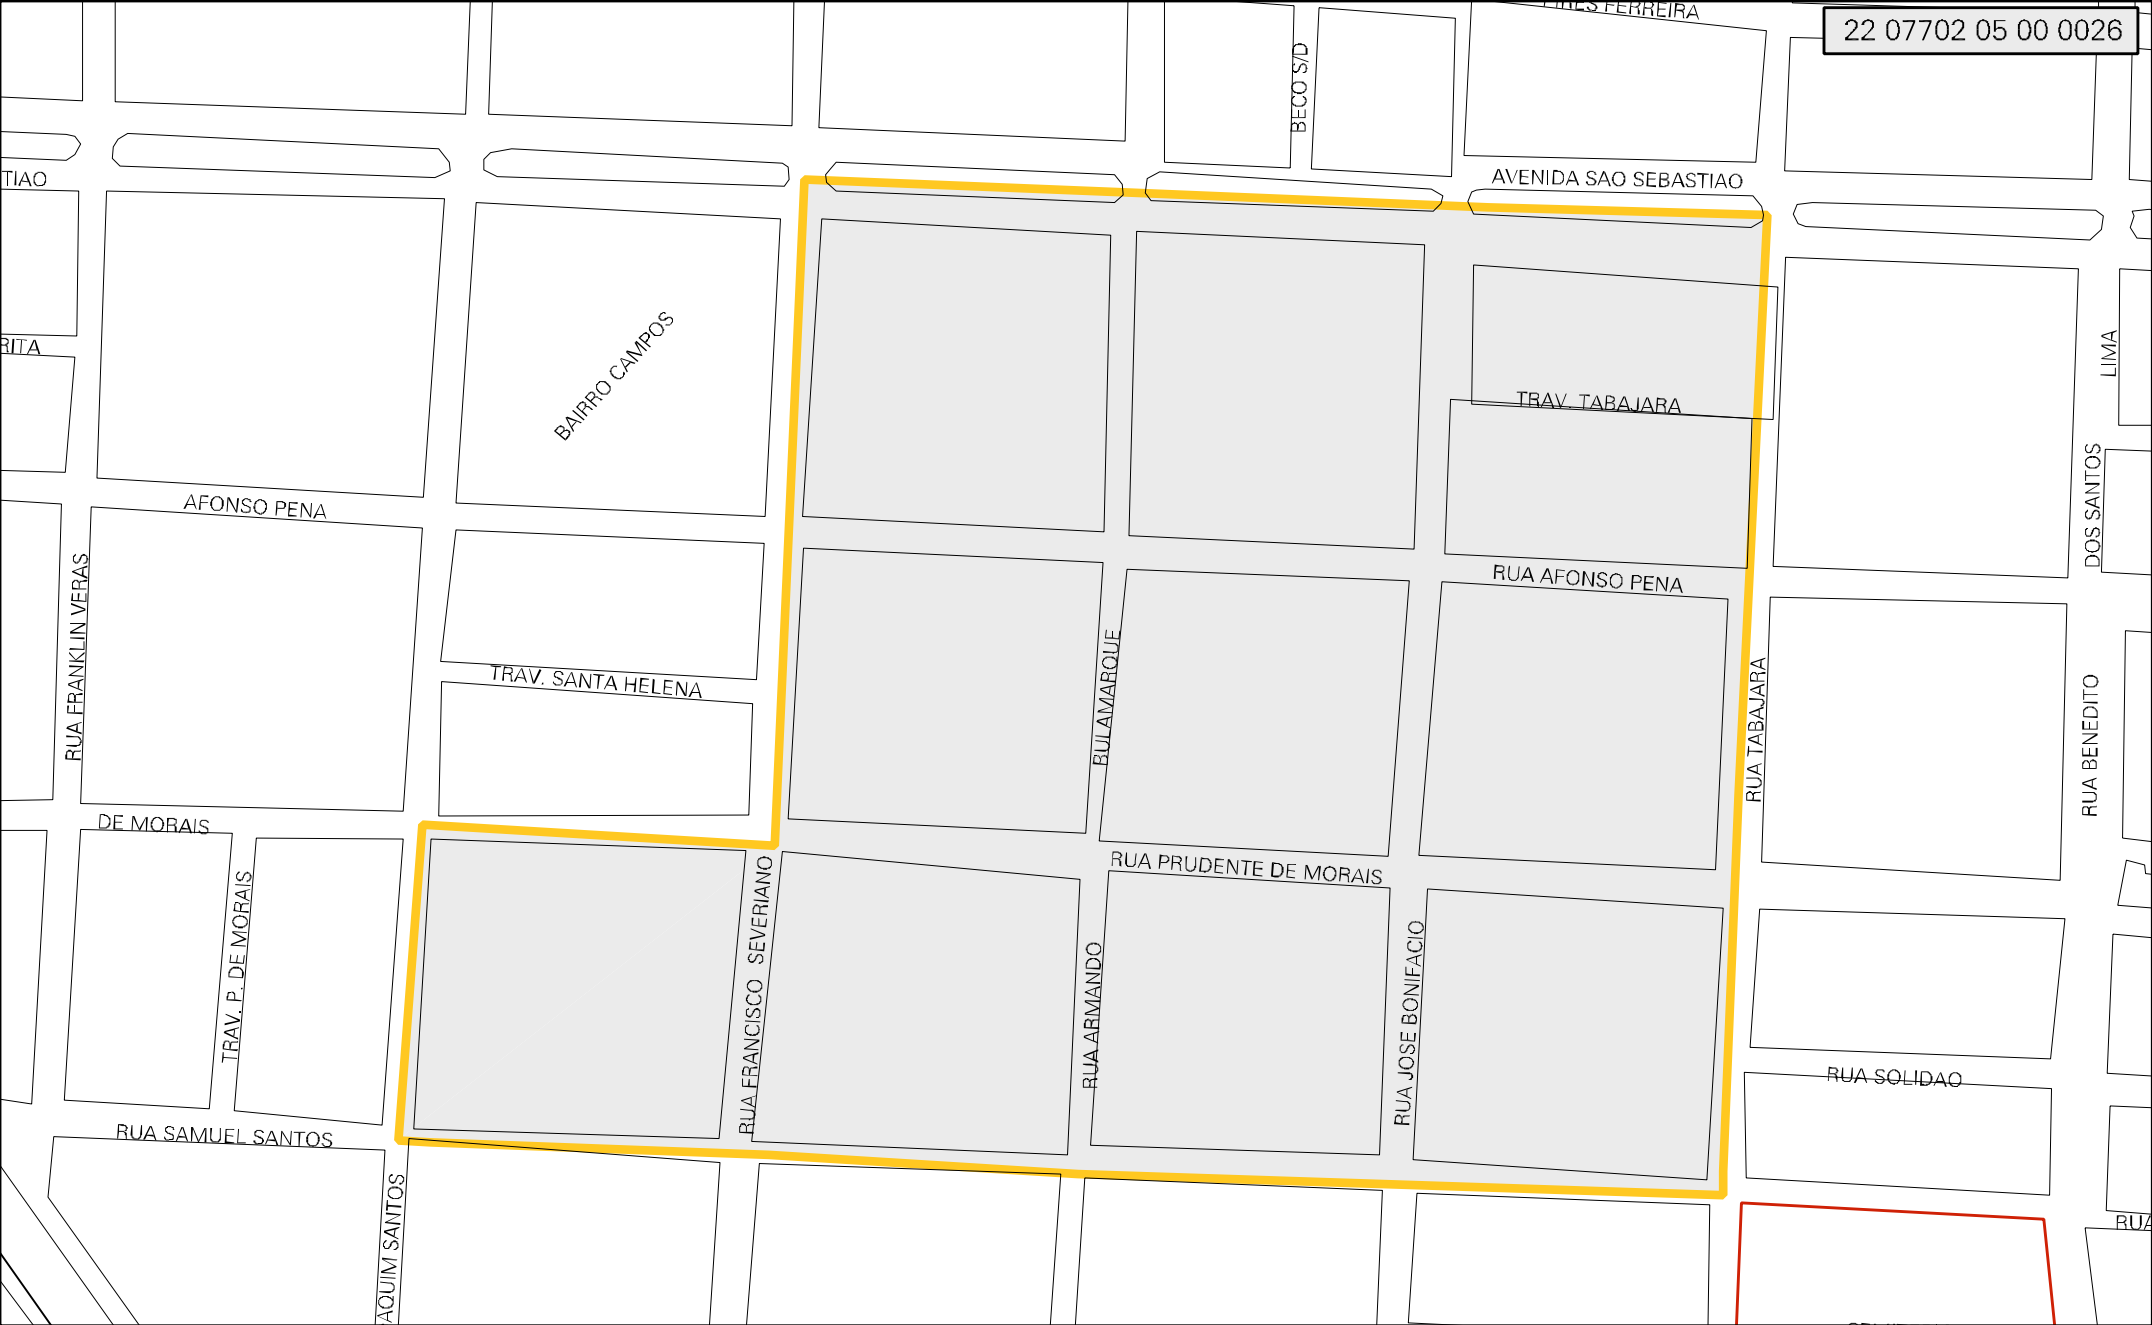 FERREIRA
22 07702 05 00 0026
BECO S/D
TIAO
AVENIDA SAO SEBASTIAO
RITA
BAIRRO CAMPOS
LIMA
TRAV. TABAJARA
AFONSO PENA
DOS SANTOS
RUA AFONSO PENA
RUA FRANKLIN VERAS
TRAV. SANTA HELENA
BULAMARQUE
RUA TABAJARA
RUA BENEDITO
DE MORAIS
RUA PRUDENTE DE MORAIS
TRAV. P. DE MORAIS
RUA FRANCISCO SEVERIANO
RUA ARMANDO
RUA JOSE BONIFACIO
RUA SOLIDAO
RUA SAMUEL SANTOS
AQUIM SANTOS
RUA